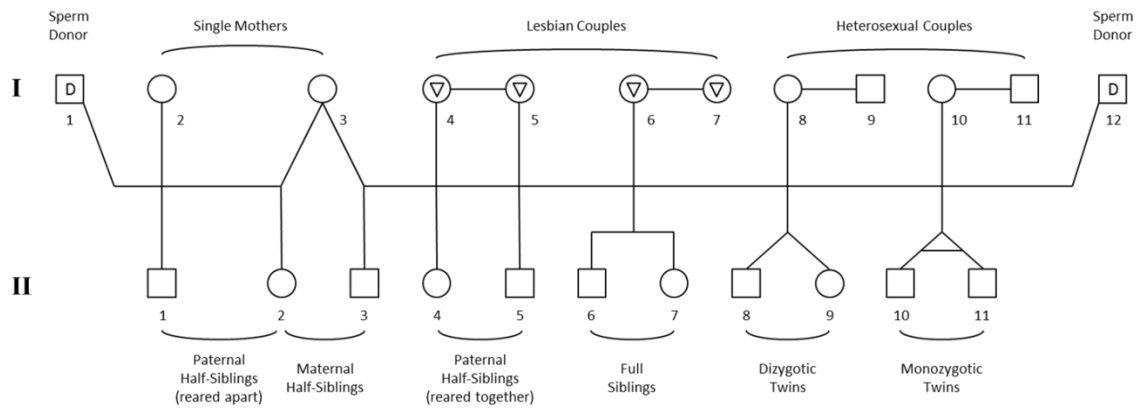 Sperm
Donor
Single Mothers
Lesbian Couples
Heterosexual Couples
Sperm
Donor
I
D
D
1
2
3
4
5
6
7
8
9
10
11
12
II
1
2
3
4
5
6
7
8
9
10
11
Paternal
Half-Siblings
(reared apart)
Maternal
Half-Siblings
Paternal
Half-Siblings
(reared together)
Full
Siblings
Dizygotic
Twins
Monozygotic
Twins